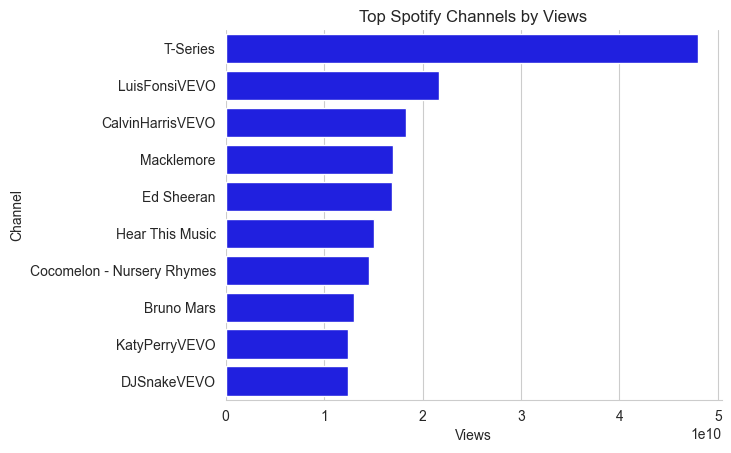 Top Spotify Channels by Views
Channel
T-Series
LuisFonsiVEVO
CalvinHarrisVEVO
Macklemore
Ed Sheeran
Hear This Music
Cocomelon - Nursery Rhymes
Bruno Mars
KatyPerryVEVO
DJSnakeVEVO
0 1 2 3 4 5
1e10
Views